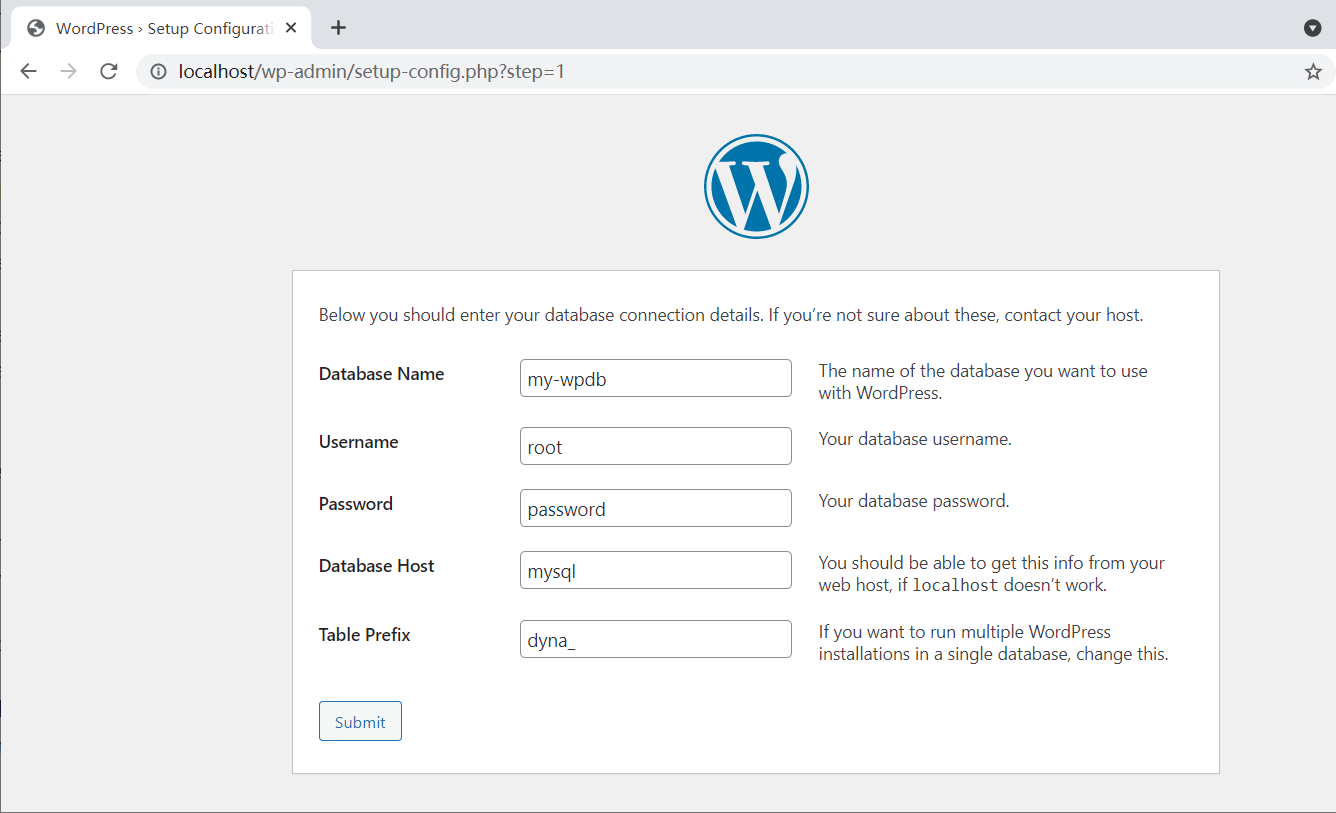 WordPress › Setup Configurati
localhost/wp-admin/setup-config.php?step=1
W
Below you should enter your database connection details. If you’re not sure about these, contact your host.
Database Name
my-wpdb
The name of the database you want to use
with WordPress.
Username
root
Your database username.
Password
password
Your database password.
Database Host
mysql
You should be able to get this info from your
web host, if localhost doesn’t work.
Table Prefix
dyna_
If you want to run multiple WordPress
installations in a single database, change this.
Submit